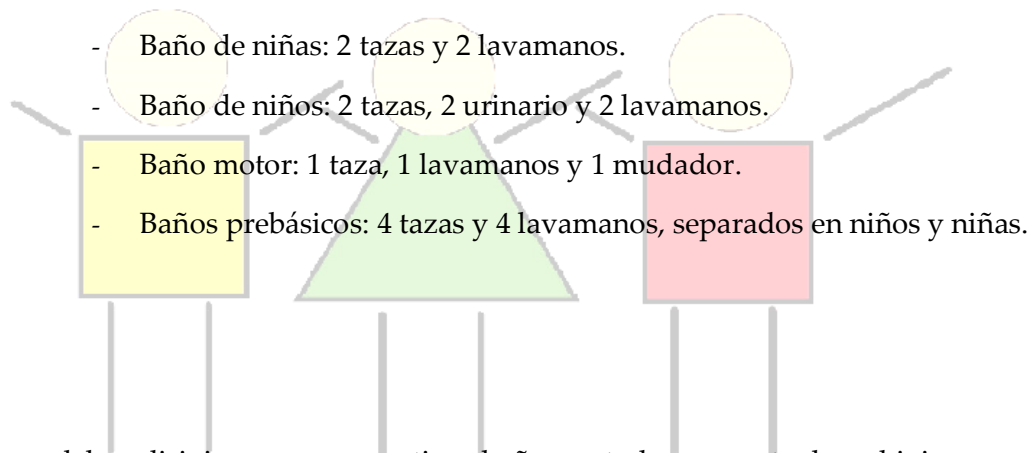 - Baño de niñas: 2 tazas y 2 lavamanos.
- Baño de niños: 2 tazas, 2 urinario y 2 lavamanos.
- Baño motor: 1 taza, 1 lavamanos y 1 mudador.
- Baños prebásicos: 4 tazas y 4 lavamanos, separados en niños y niñas.